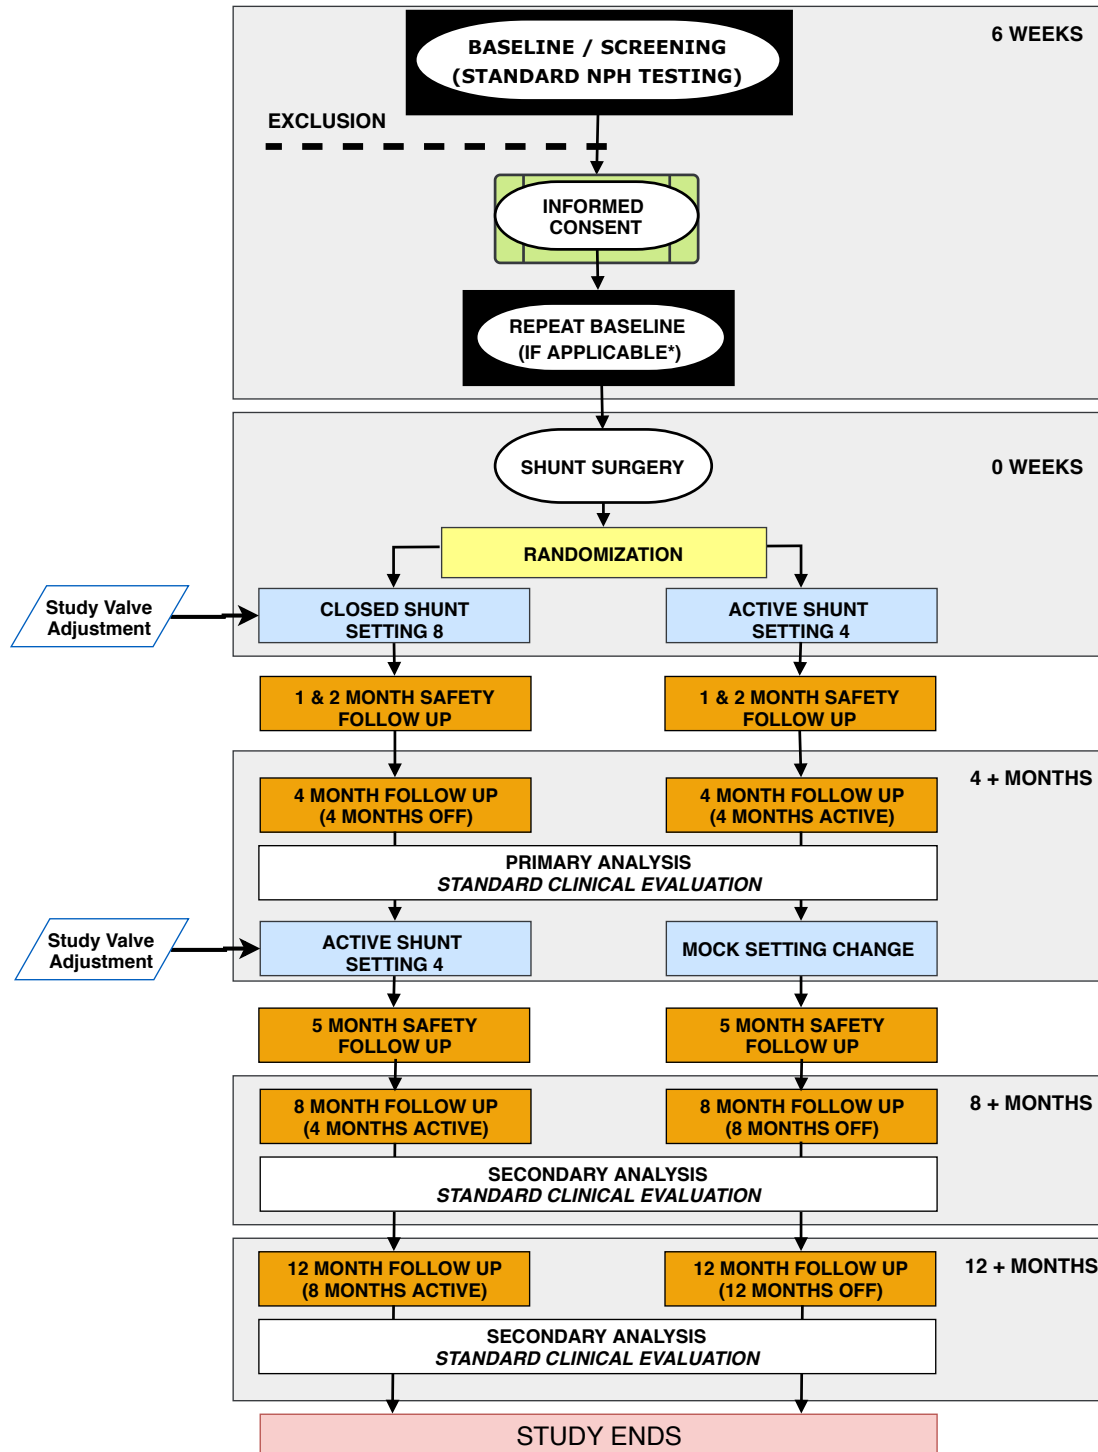 6 WEEKS
BASELINE / SCREENING
(STANDARD NPH TESTING)
EXCLUSION
INFORMED
CONSENT
REPEAT BASELINE
(IF APPLICABLE*)
0 WEEKS
SHUNT SURGERY
RANDOMIZATION
Study Valve
Adjustment
CLOSED SHUNT
SETTING 8
ACTIVE SHUNT
SETTING 4
1 & 2 MONTH SAFETY
FOLLOW UP
1 & 2 MONTH SAFETY
FOLLOW UP
4 + MONTHS
4 MONTH FOLLOW UP
(4 MONTHS OFF)
4 MONTH FOLLOW UP
(4 MONTHS ACTIVE)
PRIMARY ANALYSIS
STANDARD CLINICAL EVALUATION
Study Valve
Adjustment
ACTIVE SHUNT
SETTING 4
MOCK SETTING CHANGE
5 MONTH SAFETY
FOLLOW UP
5 MONTH SAFETY
FOLLOW UP
8 + MONTHS
8 MONTH FOLLOW UP
(4 MONTHS ACTIVE)
8 MONTH FOLLOW UP
(8 MONTHS OFF)
SECONDARY ANALYSIS
STANDARD CLINICAL EVALUATION
12 + MONTHS
12 MONTH FOLLOW UP
(8 MONTHS ACTIVE)
12 MONTH FOLLOW UP
(12 MONTHS OFF)
SECONDARY ANALYSIS
STANDARD CLINICAL EVALUATION
STUDY ENDS